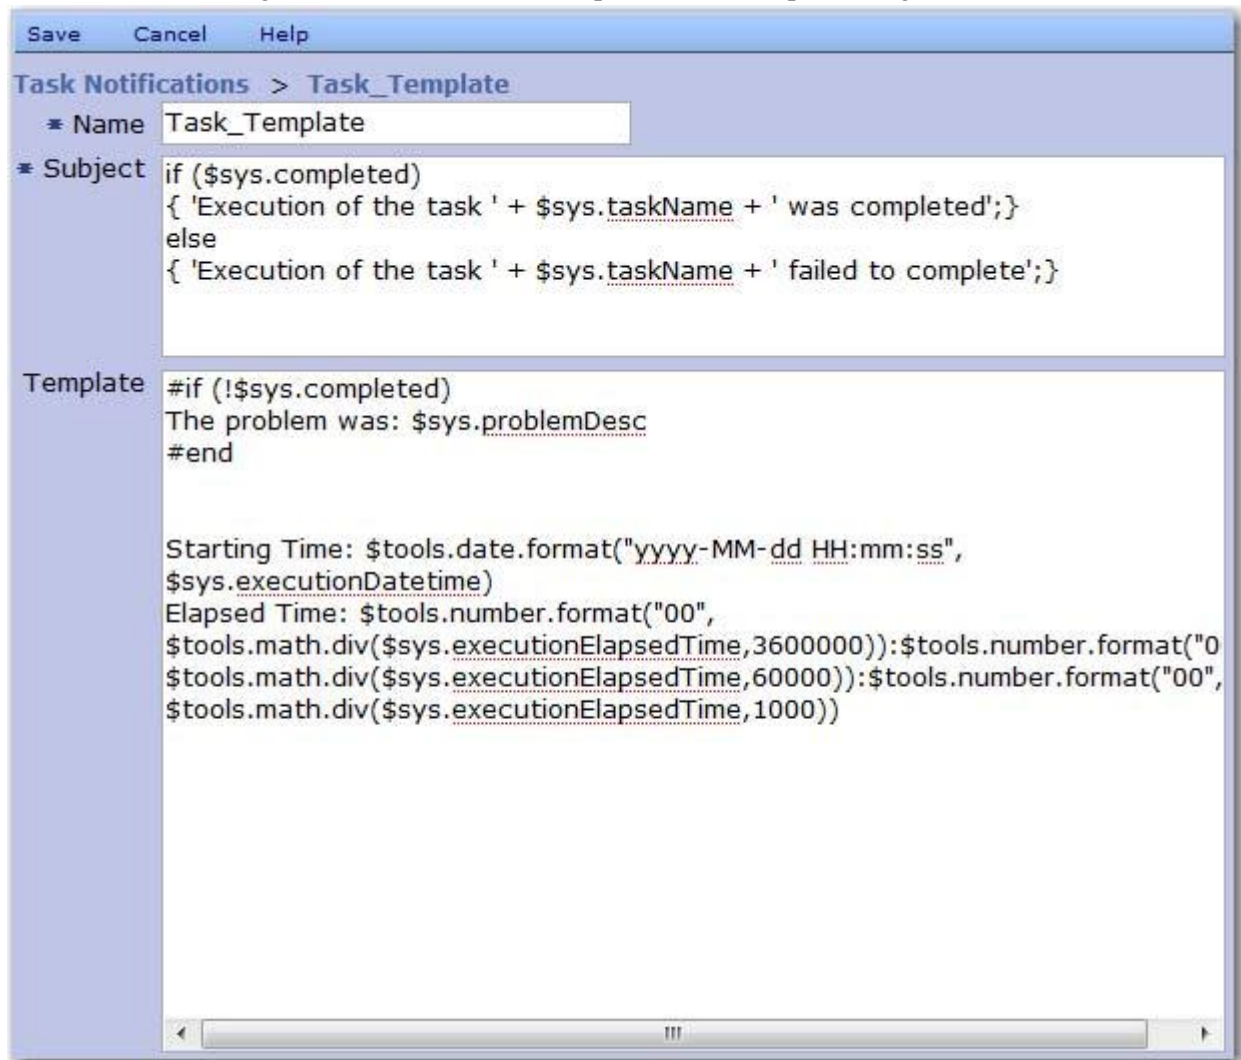 Save Cancel Help
Task Notifications > Task_Template
* Name Task_Template
* Subject if ($sys.completed)
{ 'Execution of the task ' + $sys.taskName + ' was completed';}
else
{ 'Execution of the task ' + $sys.taskName + ' failed to complete';}
Template #if (!$sys.completed)
The problem was: $sys.problemDesc
#end
Starting Time: $tools.date.format("yyyy-MM-dd HH:mm:ss",
$sys.executionDatetime)
Elapsed Time: $tools.number.format("00",
$tools.math.div($sys.executionElapsedTime,3600000)):$tools.number.format("0
$tools.math.div($sys.executionElapsedTime,60000)):$tools.number.format("00",
$tools.math.div($sys.executionElapsedTime,1000))